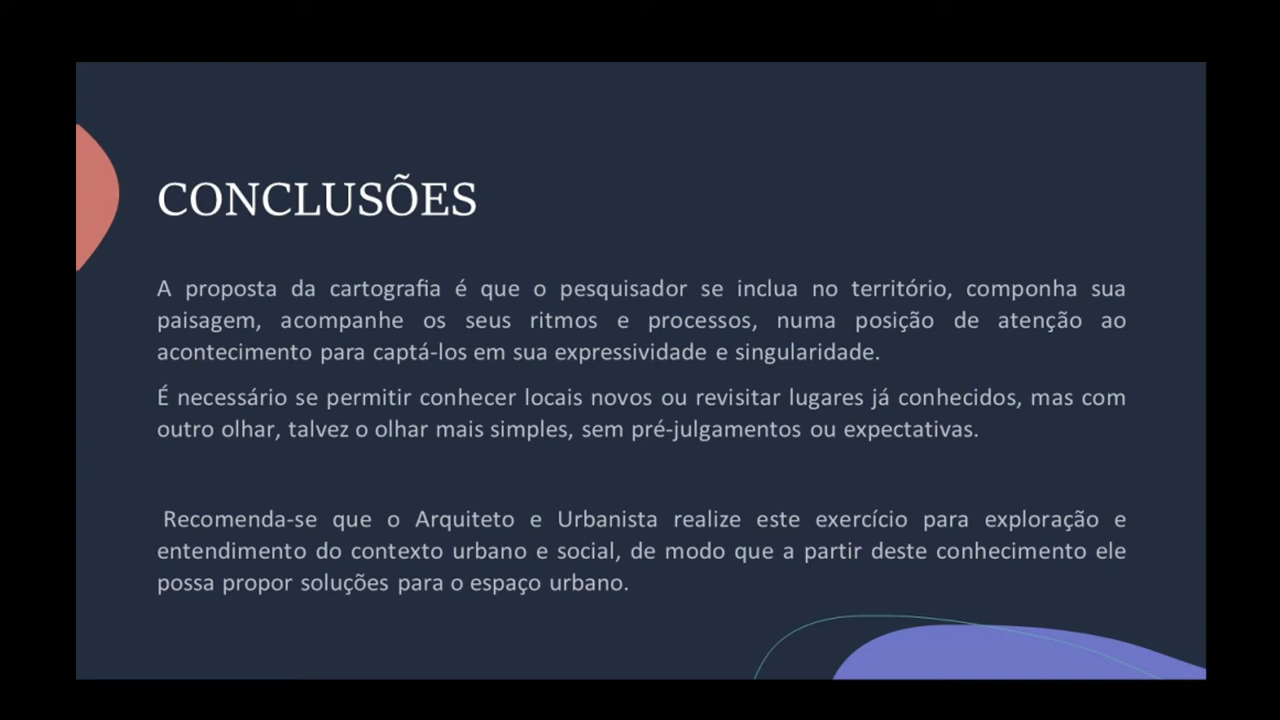 CONCLUSÕES
A proposta da cartografia é que o pesquisador se inclua no território, componha sua
paisagem, acompanhe os seus ritmos e processos, numa posição de atenção ao
acontecimento para captá-los em sua expressividade e singularidade.
É necessário se permitir conhecer locais novos ou revisitar lugares já conhecidos, mas com
outro olhar, talvez o olhar mais simples, sem pré-julgamentos ou expectativas.
Recomenda-se que o Arquiteto e Urbanista realize este exercício para exploração e
entendimento do contexto urbano e social, de modo que a partir deste conhecimento ele
possa propor soluções para o espaço urbano.